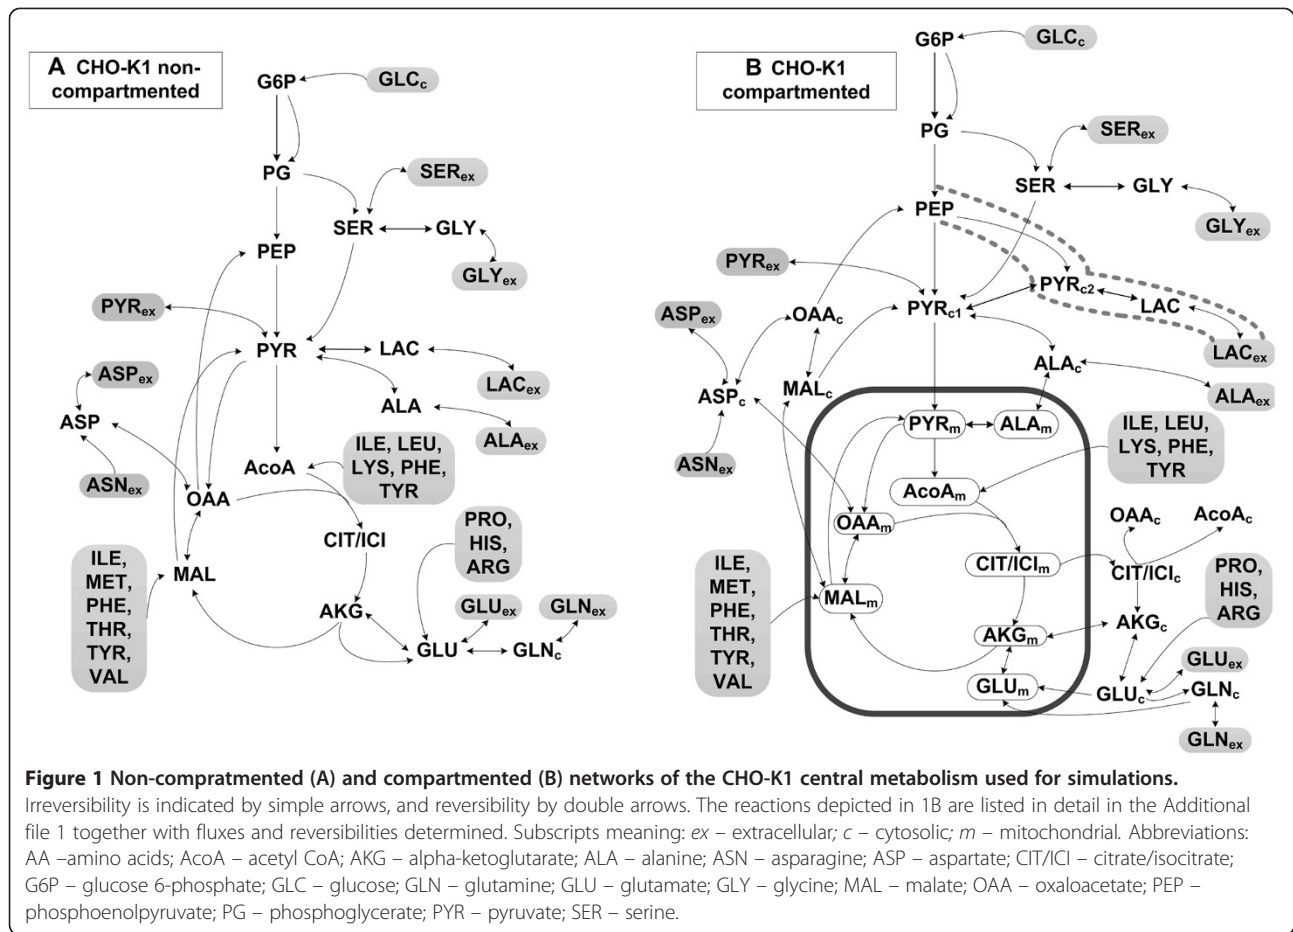 A CHO-K1 non-
compartmented
G6P
GLCc
PG
SERex
SER
GLY
PEP
GLYex
PYRex
PYR
LAC
LACex
ASPex
ALA
ALAex
ASP
ILE, LEU,
LYS, PHE,
TYR
AcoA
ASNex
OAA
CIT/ICI
PRO,
HIS,
ARG
ILE,
MET,
PHE,
THR,
TYR,
VAL
MAL
AKG
GLUex
GLNex
GLU
GLNc
B CHO-K1
compartmented
G6P
GLCc
PG
SERex
SER
GLY
PEP
GLYex
PYRex
PYRc2
OAAc
PYRc1
LAC
ASPex
LACex
ALAc
MALc
ASPc
ALAex
PYRm
ALAm
ILE, LEU,
LYS, PHE,
TYR
ASNex
AcoAm
OAAm
OAAc
AcoAc
CIT/ICIm
CIT/ICIc
PRO,
HIS,
ARG
ILE,
MET,
PHE,
THR,
TYR,
VAL
MALm
AKGm
AKGc
GLUex
GLUm
GLUc
GLNc
GLNex
Figure 1 Non-compratmented (A) and compartmented (B) networks of the CHO-K1 central metabolism used for simulations.
Irreversibility is indicated by simple arrows, and reversibility by double arrows. The reactions depicted in 1B are listed in detail in the Additional
file 1 together with fluxes and reversibilities determined. Subscripts meaning: ex – extracellular; c – cytosolic; m – mitochondrial. Abbreviations:
AA –amino acids; AcoA – acetyl CoA; AKG – alpha-ketoglutarate; ALA – alanine; ASN – asparagine; ASP – aspartate; CIT/ICI – citrate/isocitrate;
G6P – glucose 6-phosphate; GLC – glucose; GLN – glutamine; GLU – glutamate; GLY – glycine; MAL – malate; OAA – oxaloacetate; PEP –
phosphoenolpyruvate; PG – phosphoglycerate; PYR – pyruvate; SER – serine.